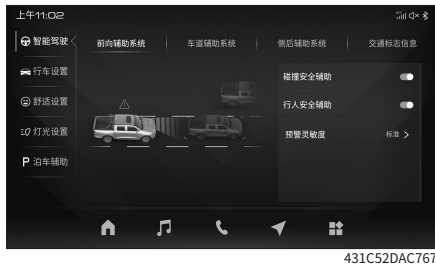 上午11:02
智能驾驶
前向辅助系统 车道辅助系统 侧后辅助系统 交通标志信息
行车设置
碰撞安全辅助
舒适设置
行人安全辅助
灯光设置
预警灵敏度 标准
P 泊车辅助
431C52DAC767